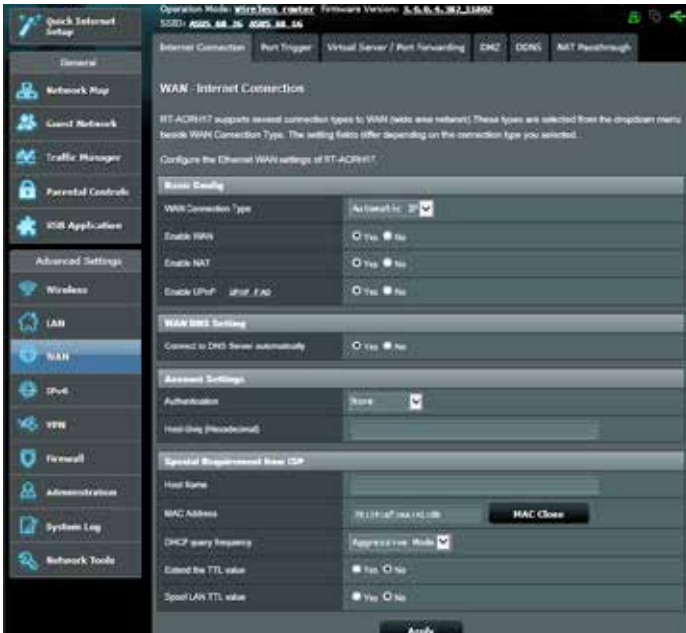 Quick Internet
Setup
General
Network Map
Guest Network
Traffic Manager
Parental Controls
USB Application
Advanced Settings
Wireless
LAN
WAN
IPv6
VPN
Firewall
Administration
System Log
Network Tools
Operation Mode: Wireless router Firmware Version:
SSID:
Internet Connection
Port Trigger
Virtual Server / Port Forwarding
DMZ
DDNS
NAT Passthrough
WAN - Internet Connection
RT-ACRH17 supports several connection types to WAN (wide area network).These types are selected from the dropdown menu
beside WAN Connection Type. The setting fields differ depending on the connection type you selected.
Configure the Ethernet WAN settings of RT-ACRH17.
Basic Config
WAN Connection Type Automatic IP
Enable WAN Yes No
Enable NAT Yes No
Enable UPnP UPnP FAQ Yes No
WAN DNS Setting
Connect to DNS Server automatically Yes No
Account Settings
Authentication None
Host-Uniq (Hexadecimal)
Special Requirement from ISP
Host Name
MAC Address MAC Clone
DHCP query frequency Aggressive Mode
Extend the TTL value Yes No
Spoof LAN TTL value Yes No
Apply